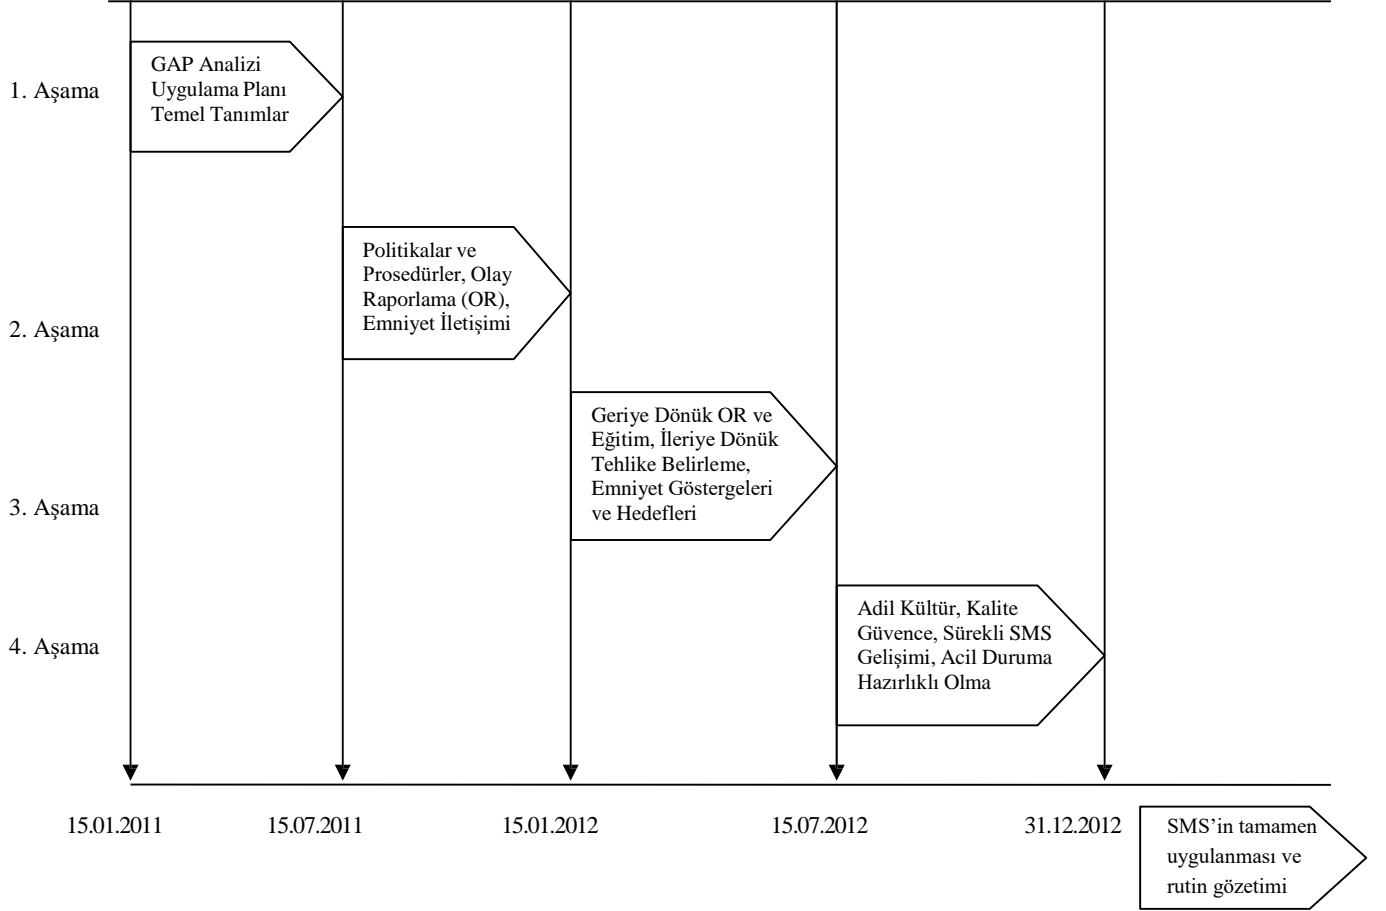 1. Aşama
GAP Analizi
Uygulama Planı
Temel Tanımlar
2. Aşama
Politikalar ve
Prosedürler, Olay
Raporlama (OR),
Emniyet İletişimi
3. Aşama
Geriye Dönük OR ve
Eğitim, İleriye Dönük
Tehlike Belirleme,
Emniyet Göstergeleri
ve Hedefleri
4. Aşama
Adil Kültür, Kalite
Güvence, Sürekli SMS
Gelişimi, Acil Duruma
Hazırlıklı Olma
15.01.2011
15.07.2011
15.01.2012
15.07.2012
31.12.2012
SMS’in tamamen
uygulanması ve
rutin gözetimi